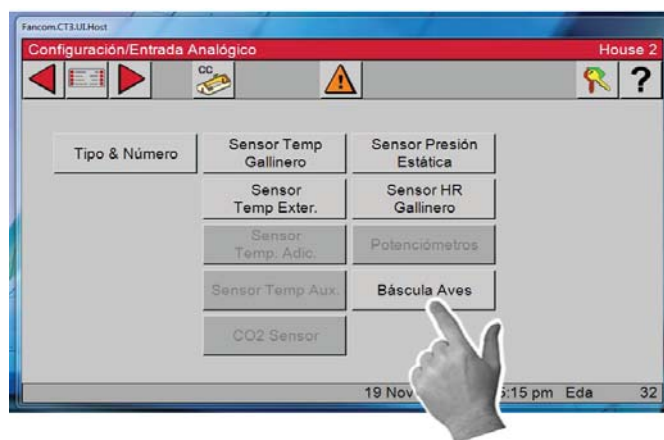 Fancom.CT3.UI.Host
Configuración/Entrada Analógico House 2
CC
?
Tipo & Número
Sensor Temp
Gallinero
Sensor Presión
Estática
Sensor
Temp Exter.
Sensor HR
Gallinero
Sensor
Temp. Adic.
Potenciómetros
Sensor Temp Aux.
Báscula Aves
CO2 Sensor
19 Nov :15 pm Eda 32